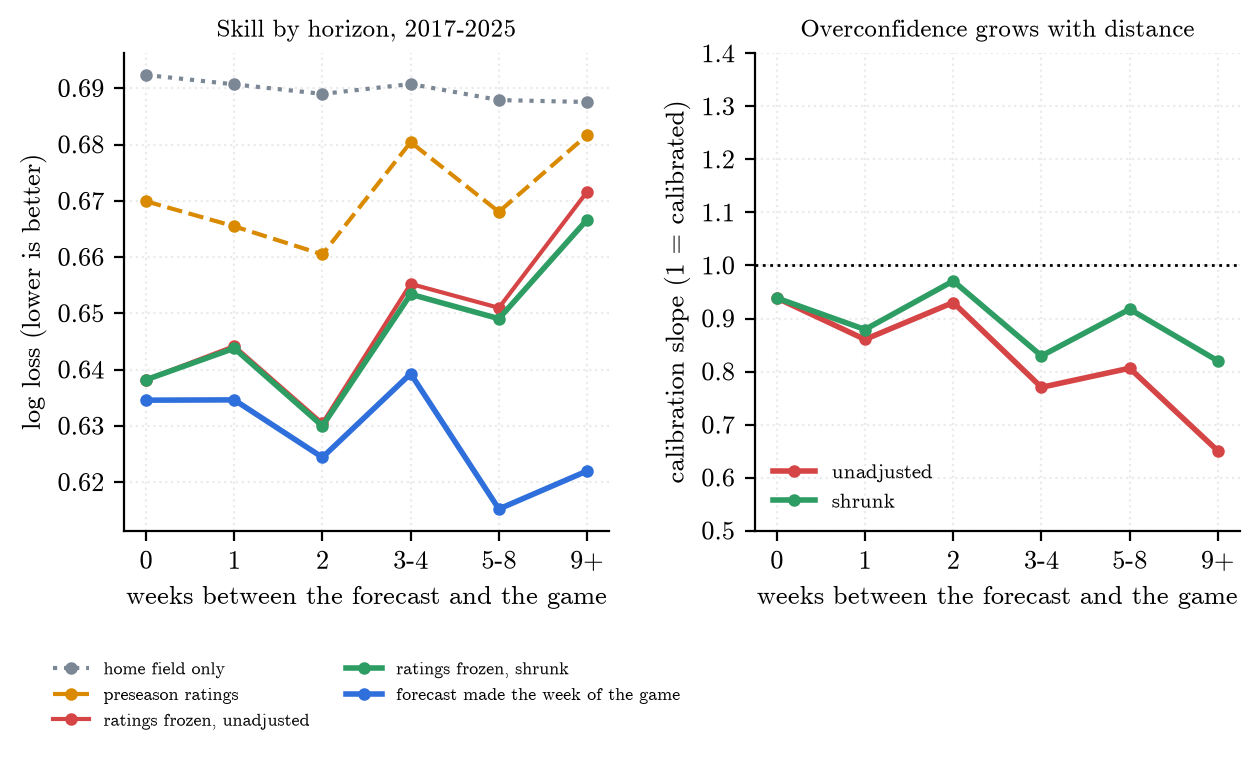 Skill by horizon, 2017-2025
log loss (lower is better)
0.69
0.68
0.67
0.66
0.65
0.64
0.63
0.62
0 1 2 3-4 5-8 9+
weeks between the forecast and the game
Overconfidence grows with distance
calibration slope (1 = calibrated)
1.4
1.3
1.2
1.1
1.0
0.9
0.8
0.7
0.6
0.5
unadjusted
shrunk
0 1 2 3-4 5-8 9+
weeks between the forecast and the game
home field only
preseason ratings
ratings frozen, unadjusted
ratings frozen, shrunk
forecast made the week of the game